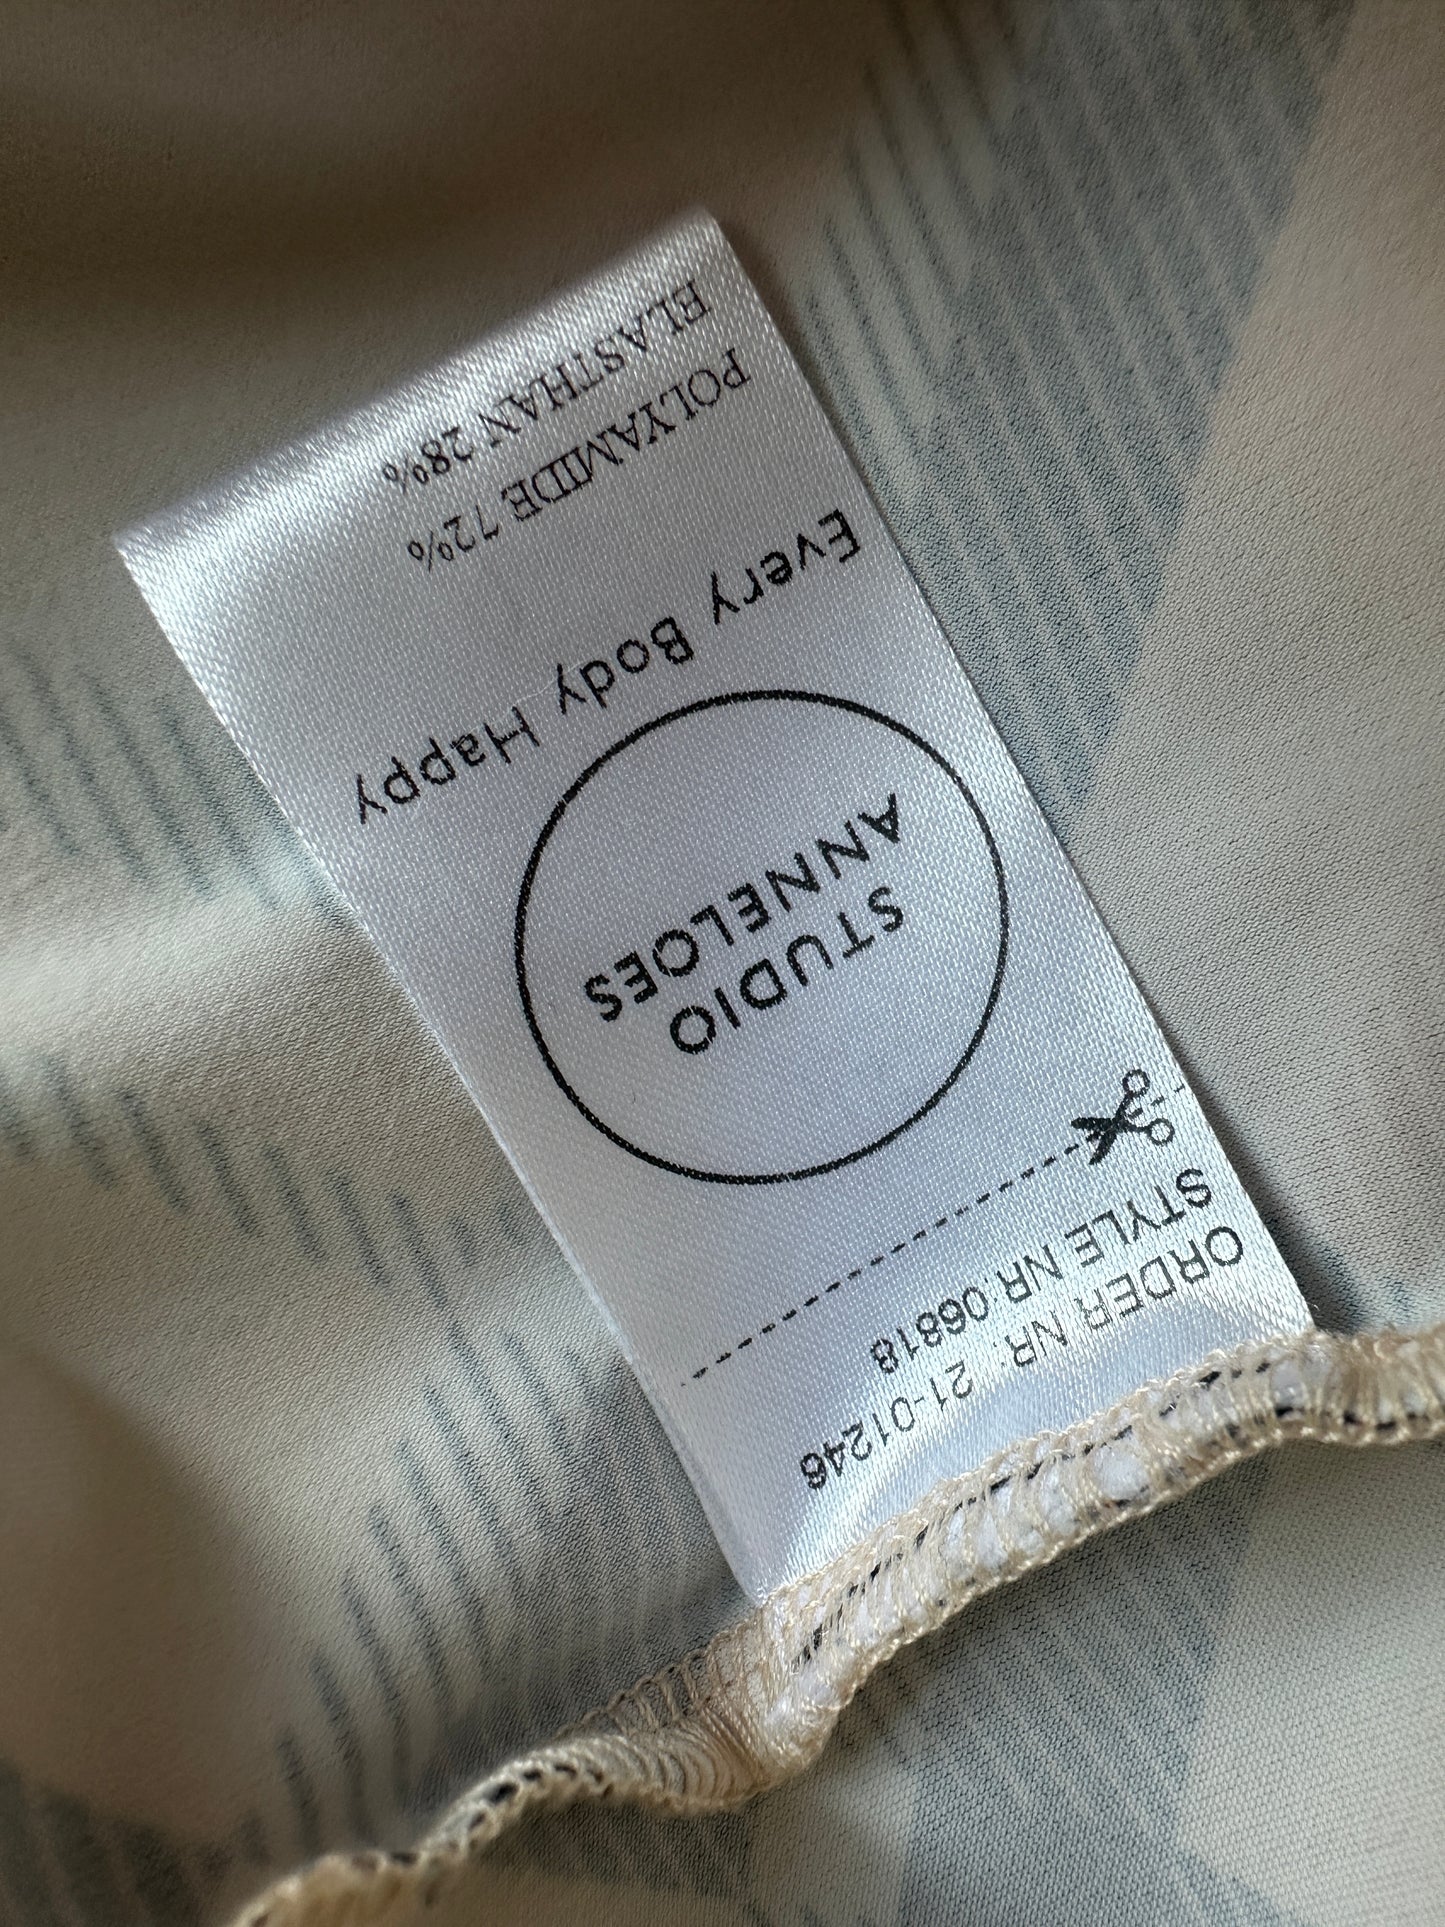 ORDER NR: 21-01246
STYLE NR:06818
STUDIO
ANNELOES
Every Body Happy
POLYAMIDE 72%
ELASTHAN 28%